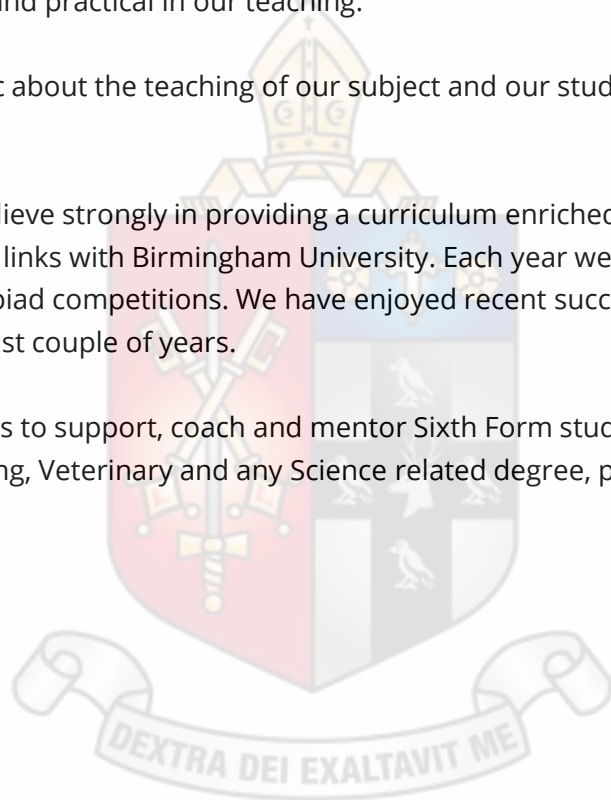 and practical in our teaching.
c about the teaching of our subject and our stud
lieve strongly in providing a curriculum enriched
links with Birmingham University. Each year we
piad competitions. We have enjoyed recent succ
st couple of years.
s to support, coach and mentor Sixth Form stud
ng, Veterinary and any Science related degree, p
DEXTRA DEI EXALTAVIT ME